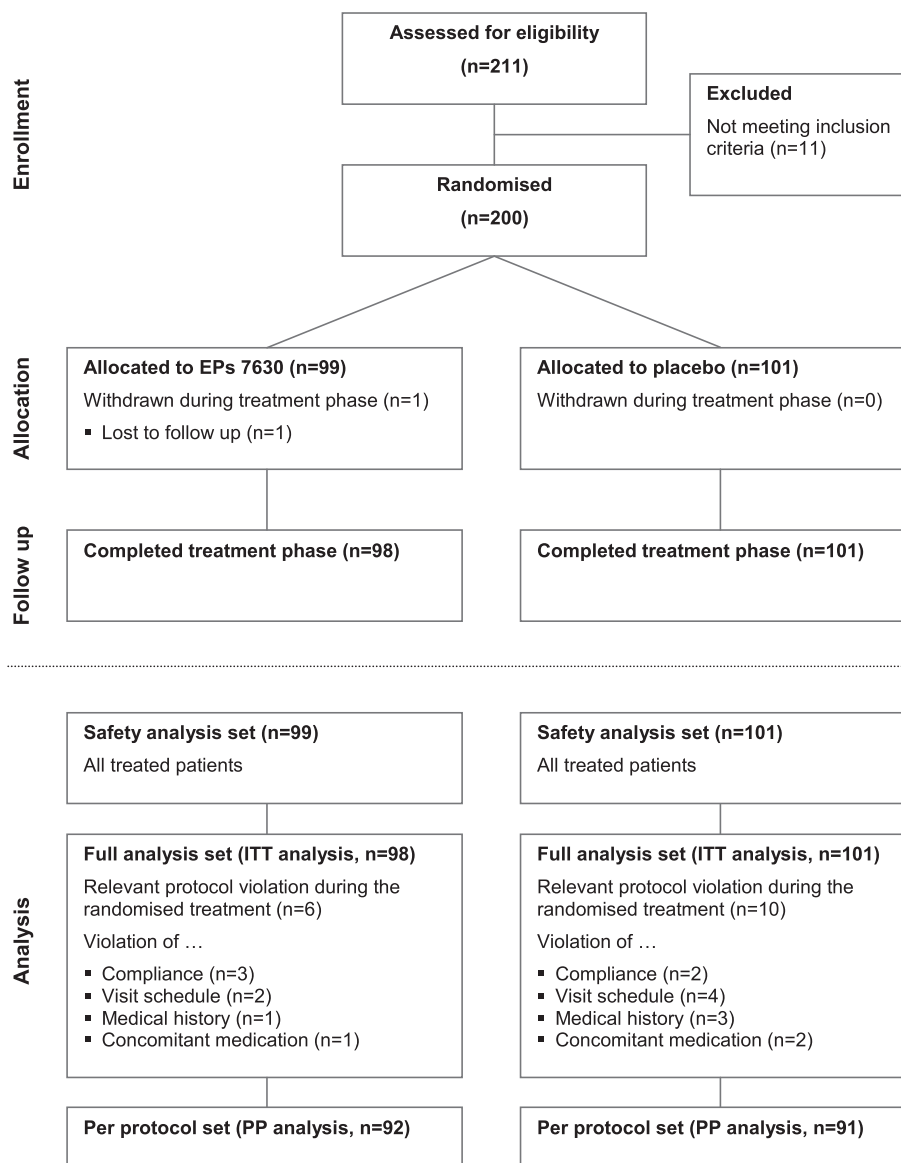 Enrollment
Assessed for eligibility
(n=211)
Excluded
Not meeting inclusion
criteria (n=11)
Randomised
(n=200)
Allocation
Allocated to EPs 7630 (n=99)
Withdrawn during treatment phase (n=1)
▪ Lost to follow up (n=1)
Allocated to placebo (n=101)
Withdrawn during treatment phase (n=0)
Follow up
Completed treatment phase (n=98)
Completed treatment phase (n=101)
Analysis
Safety analysis set (n=99)
All treated patients
Safety analysis set (n=101)
All treated patients
Full analysis set (ITT analysis, n=98)
Relevant protocol violation during the
randomised treatment (n=6)
Violation of …
▪ Compliance (n=3)
▪ Visit schedule (n=2)
▪ Medical history (n=1)
▪ Concomitant medication (n=1)
Full analysis set (ITT analysis, n=101)
Relevant protocol violation during the
randomised treatment (n=10)
Violation of …
▪ Compliance (n=2)
▪ Visit schedule (n=4)
▪ Medical history (n=3)
▪ Concomitant medication (n=2)
Per protocol set (PP analysis, n=92)
Per protocol set (PP analysis, n=91)